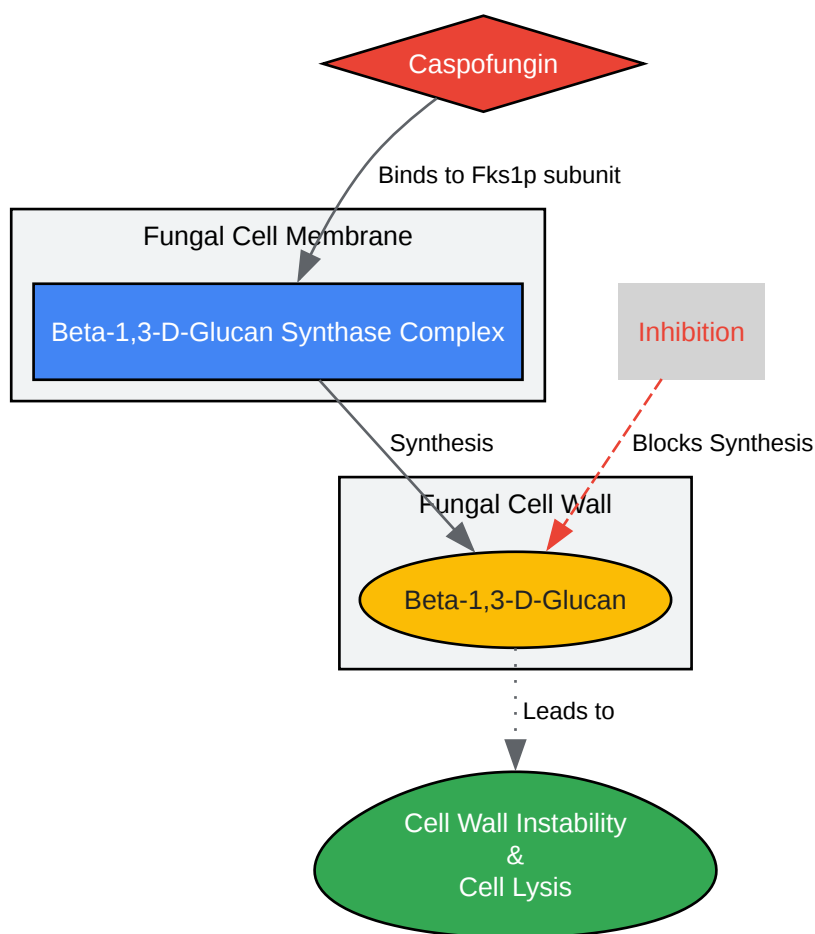 Caspofungin
Binds to Fks1p subunit
Fungal Cell Membrane
Beta-1,3-D-Glucan Synthase Complex
Inhibition
Synthesis
Blocks Synthesis
Fungal Cell Wall
Beta-1,3-D-Glucan
Leads to
Cell Wall Instability
&
Cell Lysis